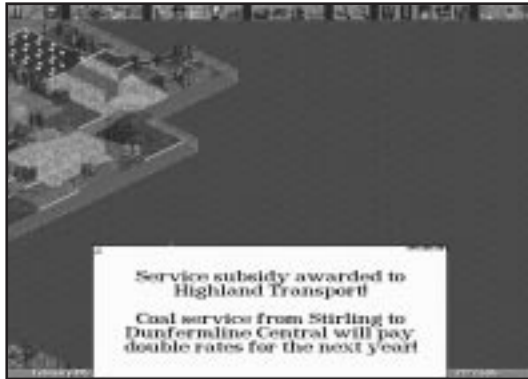 Service subsidy awarded to
Highland Transport!
Coal service from Stirling to
Dunfermline Central will pay
double rates for the next year!